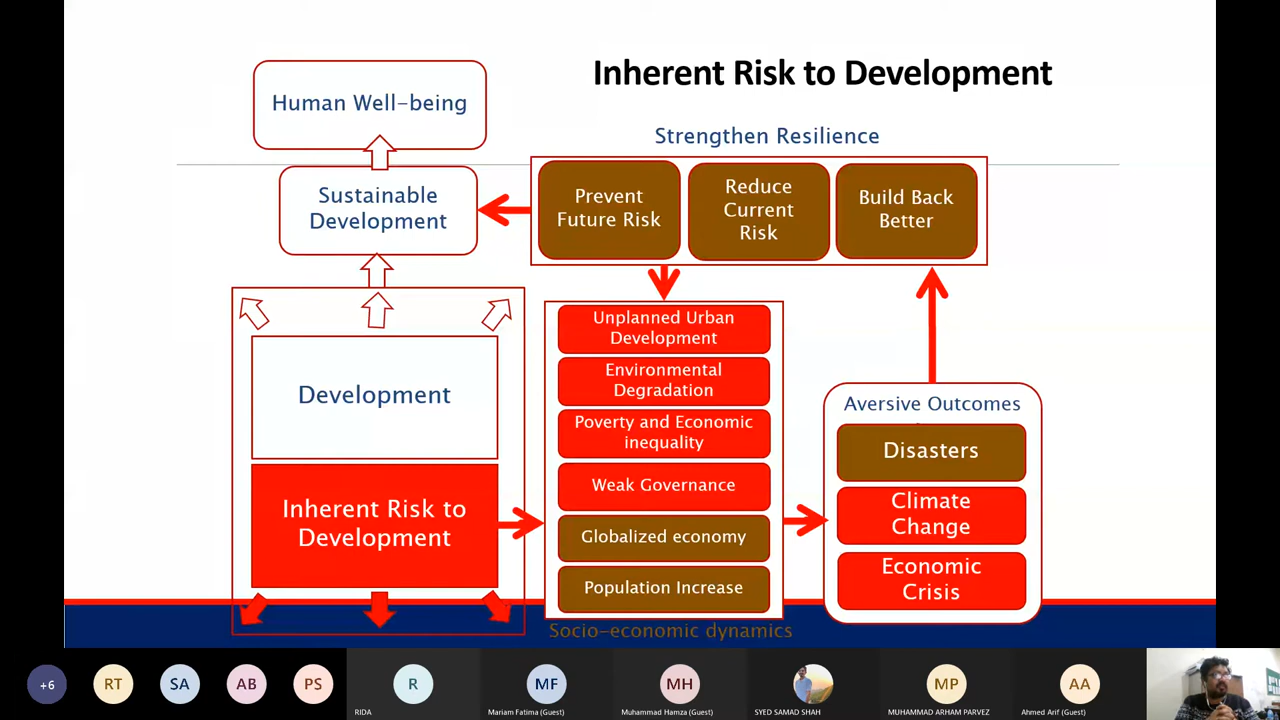 Inherent Risk to Development
Human Well-being
Strengthen Resilience
Sustainable
Development
Prevent
Future Risk
Reduce
Current
Risk
Build Back
Better
Development
Inherent Risk to
Development
Unplanned Urban
Development
Environmental
Degradation
Poverty and Economic
inequality
Weak Governance
Globalized economy
Population Increase
Socio-economic dynamics
Aversive Outcomes
Disasters
Climate
Change
Economic
Crisis
+6
RT
SA
AB
PS
R
RIDA
MF
Mariam Fatima (Guest)
MH
Muhammad Hamza (Guest)
SYED SAMAD SHAH
MP
MUHAMMAD ARHAM PARVEZ
AA
Ahmed Arif (Guest)